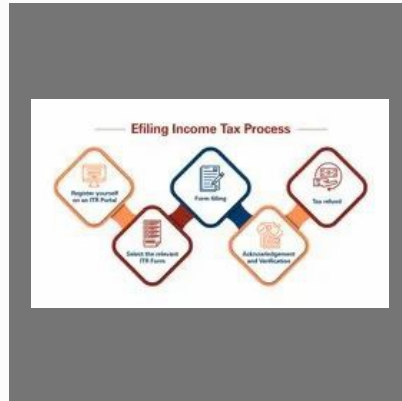 Efiling Income Tax Process
Register yourself
on an ITR Portal
Select the relevant
ITR Form
Form filling
Acknowledgement
and Verification
Tax refund